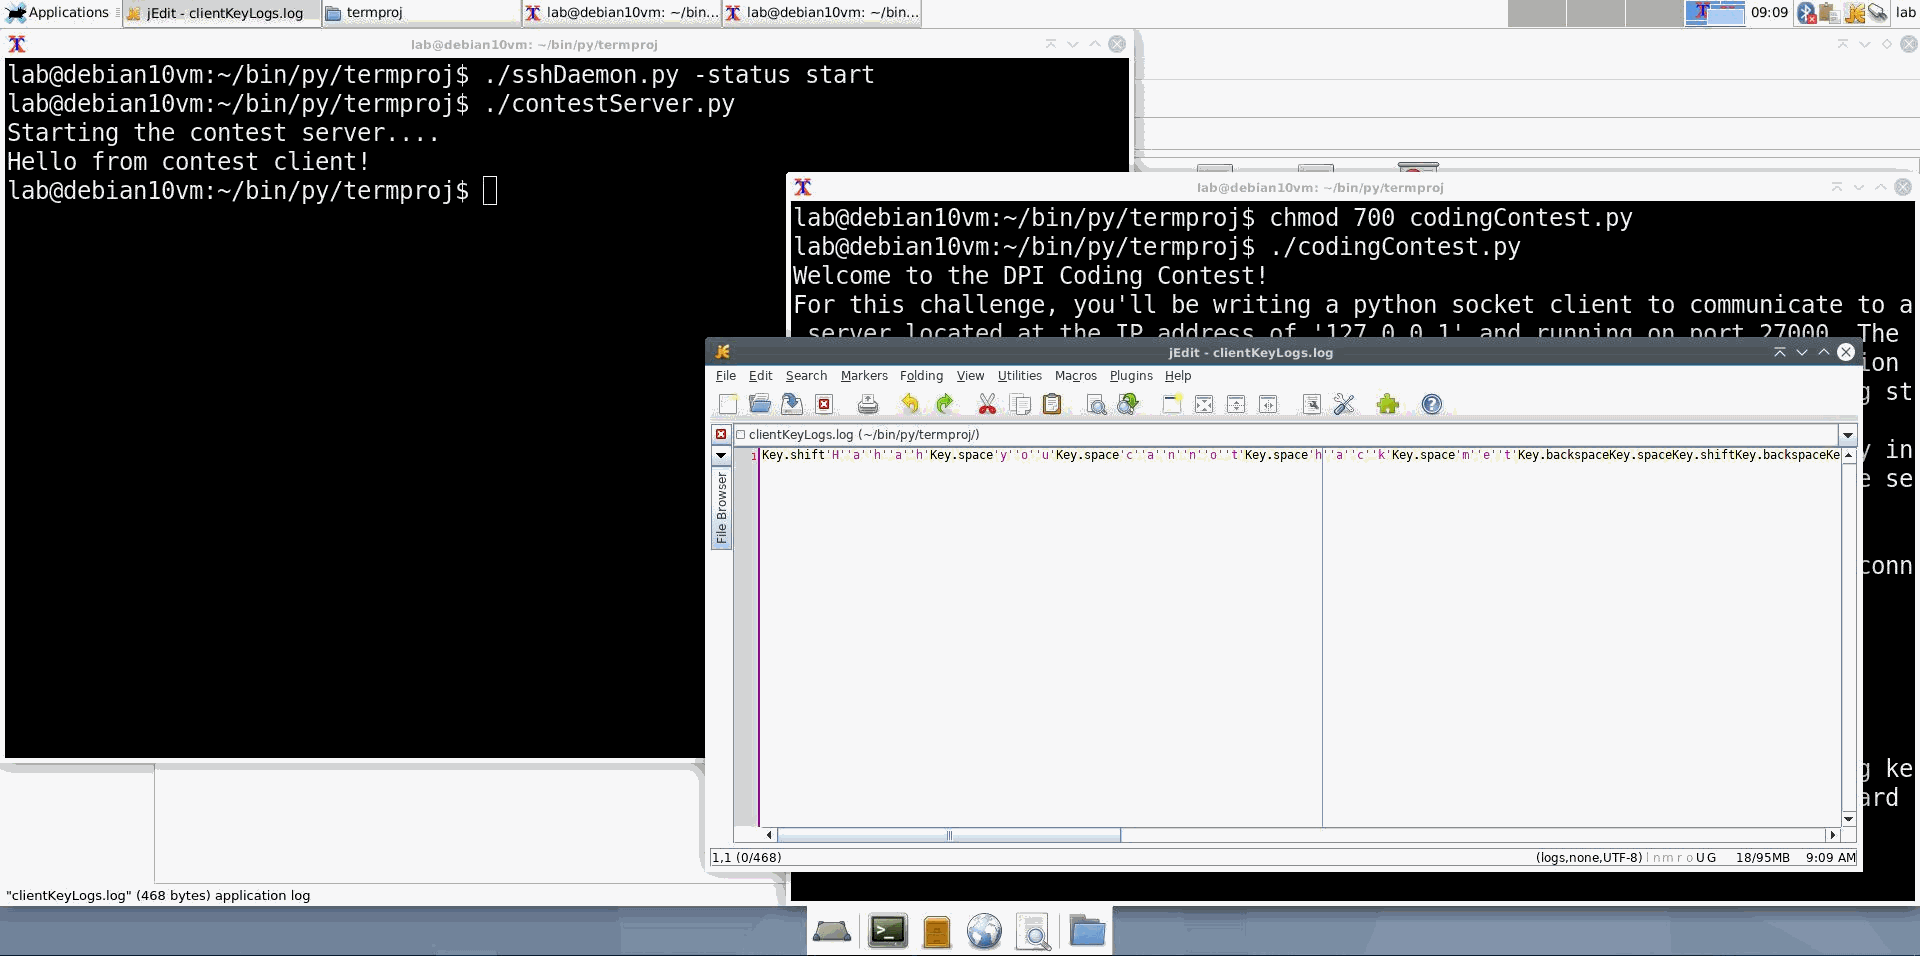 Applications
jEdit - clientKeyLogs.log
termproj
lab@debian10vm: ~/bin...
lab@debian10vm: ~/bin...
09:09
lab
lab@debian10vm: ~/bin/py/termproj
lab@debian10vm:~/bin/py/termproj$ ./sshDaemon.py -status start
lab@debian10vm:~/bin/py/termproj$ ./contestServer.py
Starting the contest server....
Hello from contest client!
lab@debian10vm:~/bin/py/termproj$
lab@debian10vm: ~/bin/py/termproj
lab@debian10vm:~/bin/py/termproj$ chmod 700 codingContest.py
lab@debian10vm:~/bin/py/termproj$ ./codingContest.py
Welcome to the DPI Coding Contest!
For this challenge, you'll be writing a python socket client to communicate to a
server located at the IP address of '127.0.0.1' and running on port 27000. The
ion
g st
y in
e se
conn
g ke
ard
jEdit - clientKeyLogs.log
File Edit Search Markers Folding View Utilities Macros Plugins Help
clientKeyLogs.log (~/bin/py/termproj/)
File Browser
1 Key.shift'H''a''h''a''h'Key.space'y''o''u'Key.space'c''a''n''n''o''t'Key.space'h''a''c''k'Key.space'm''e''t'Key.backspaceKey.spaceKey.shiftKey.backspaceKe
1,1 (0/468)
(logs,none,UTF-8) l n m r o U G 18/95MB 9:09 AM
"clientKeyLogs.log" (468 bytes) application log